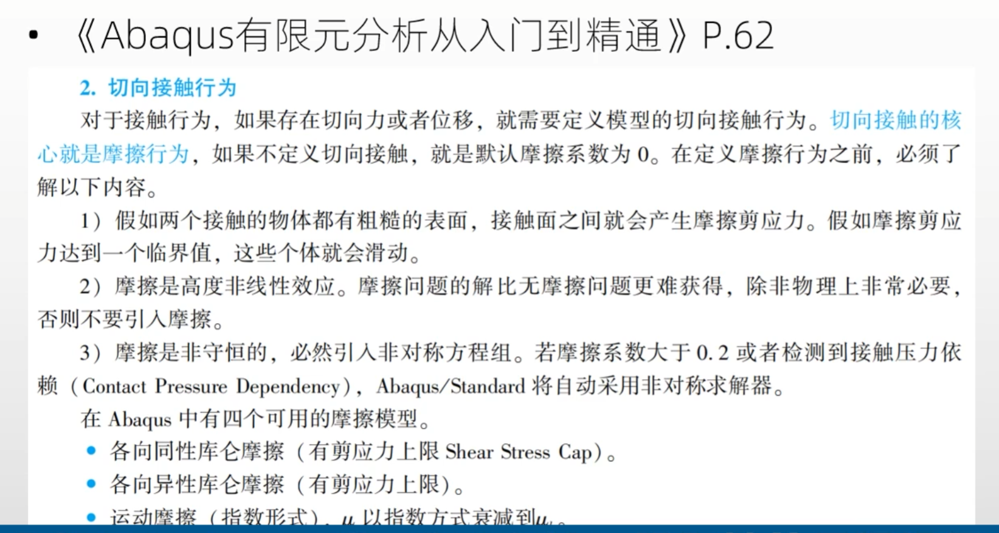 • 《Abaqus有限元分析从入门到精通》P.62
2. 切向接触行为
对于接触行为，如果存在切向力或者位移，就需要定义模型的切向接触行为。切向接触的核
心就是摩擦行为，如果不定义切向接触，就是默认摩擦系数为 0。在定义摩擦行为之前，必须了
解以下内容。
1）假如两个接触的物体都有粗糙的表面，接触面之间就会产生摩擦剪应力。假如摩擦剪应
力达到一个临界值，这些个体就会滑动。
2）摩擦是高度非线性效应。摩擦问题的解比无摩擦问题更难获得，除非物理上非常必要，
否则不要引入摩擦。
3）摩擦是非守恒的，必然引入非对称方程组。若摩擦系数大于 0.2 或者检测到接触压力依
赖（Contact Pressure Dependency），Abaqus/Standard 将自动采用非对称求解器。
在 Abaqus 中有四个可用的摩擦模型。
• 各向同性库仑摩擦（有剪应力上限 Shear Stress Cap）。
• 各向异性库仑摩擦（有剪应力上限）。
• 运动摩擦（指数形式），μ 以指数方式衰减到